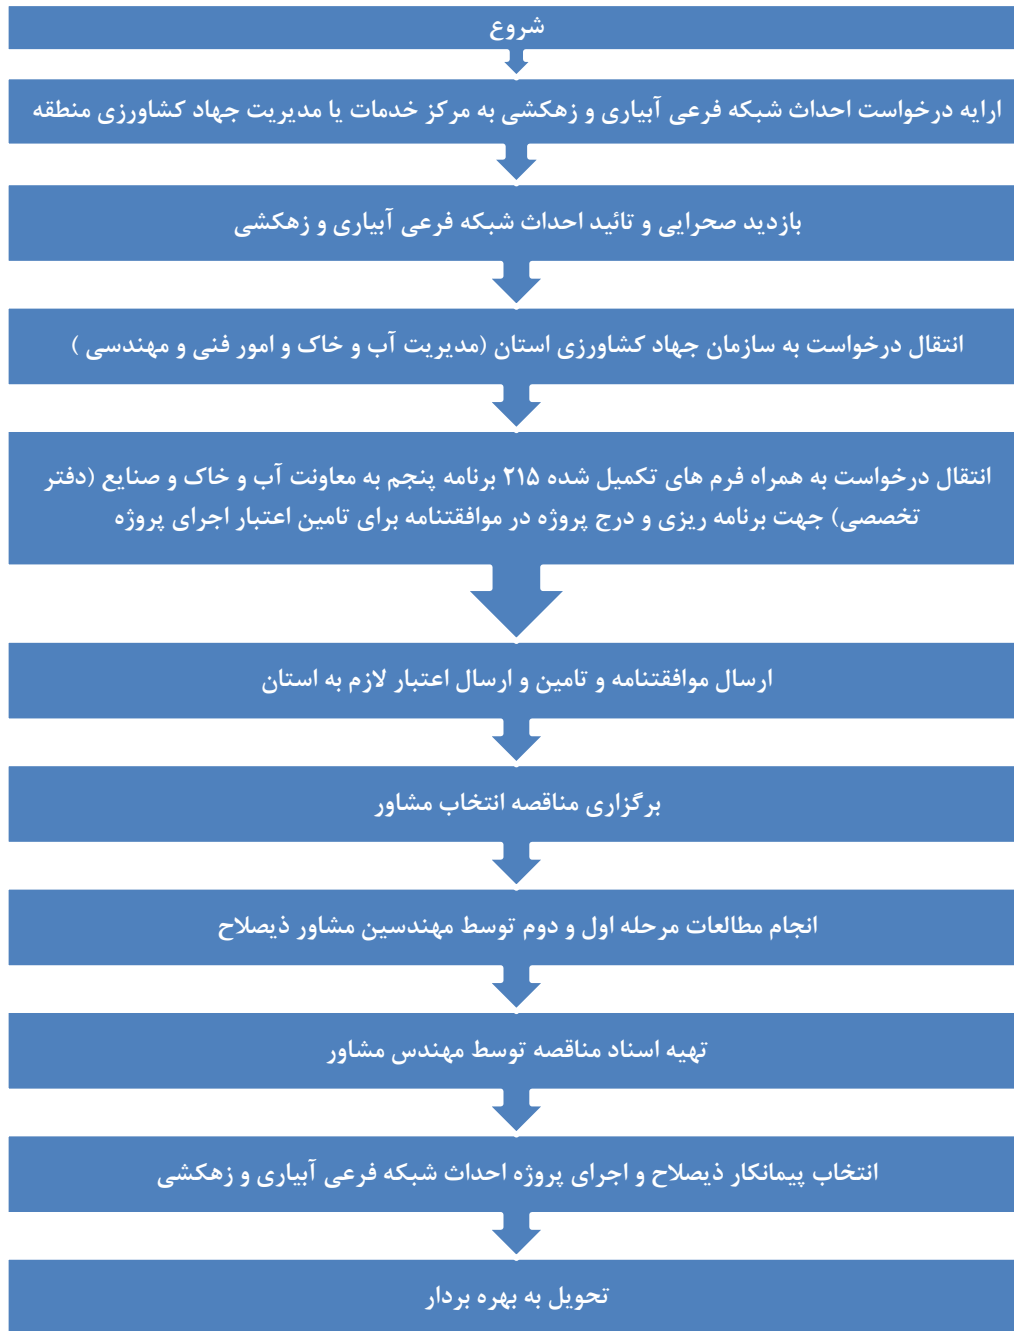 شروع
ارایه درخواست احداث شبکه فرعی آبیاری و زهکشی به مرکز خدمات یا مدیریت جهاد کشاورزی منطقه
بازدید صحرایی و تائید احداث شبکه فرعی آبیاری و زهکشی
انتقال درخواست به سازمان جهاد کشاورزی استان (مدیریت آب و خاک و امور فنی و مهندسی )
انتقال درخواست به همراه فرم های تکمیل شده ۲۱۵ برنامه پنجم به معاونت آب و خاک و صنایع (دفتر
تخصصی) جهت برنامه ریزی و درج پروژه در موافقتنامه برای تامین اعتبار اجرای پروژه
ارسال موافقتنامه و تامین و ارسال اعتبار لازم به استان
برگزاری مناقصه انتخاب مشاور
انجام مطالعات مرحله اول و دوم توسط مهندسین مشاور ذیصلاح
تهیه اسناد مناقصه توسط مهندس مشاور
انتخاب پیمانکار ذیصلاح و اجرای پروژه احداث شبکه فرعی آبیاری و زهکشی
تحویل به بهره بردار